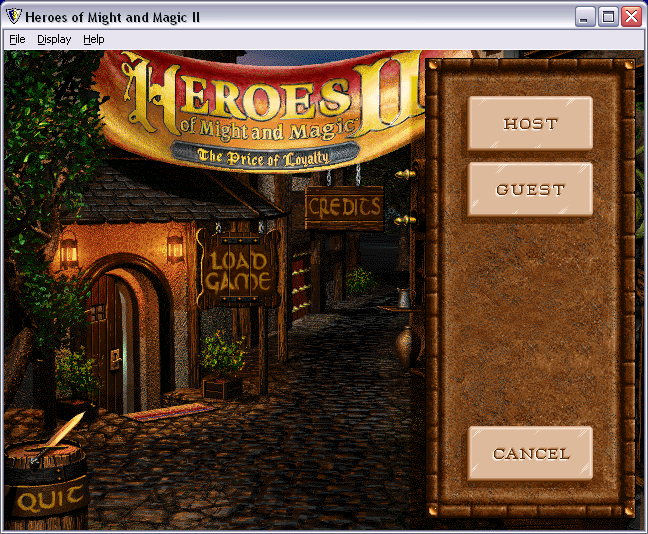 Heroes of Might and Magic II
File Display Help
HEROES II
of Might and Magic
The Price of Loyalty
CREDITS
LOAD
GAME
QUIT
HOST
GUEST
CANCEL